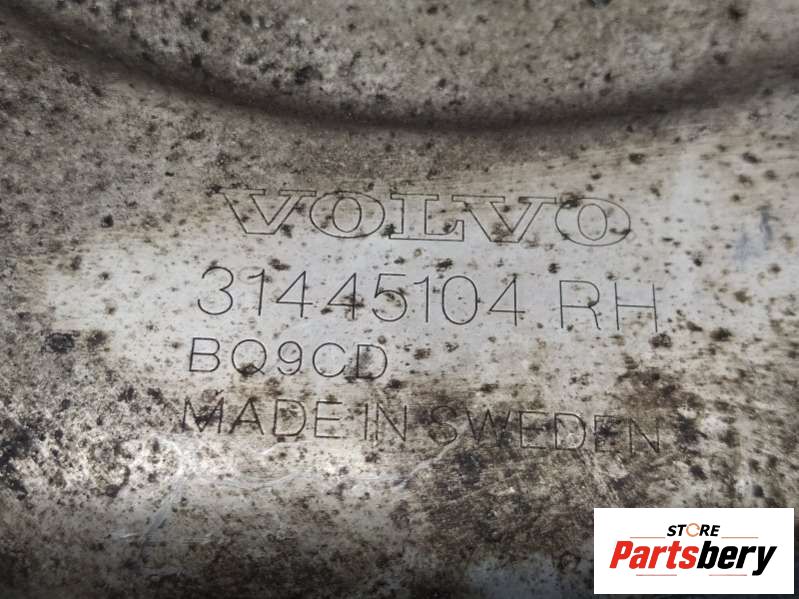 VOLVO
31445104 RH
BQ9CD
MADE IN SWEDEN
STORE
Partsbery